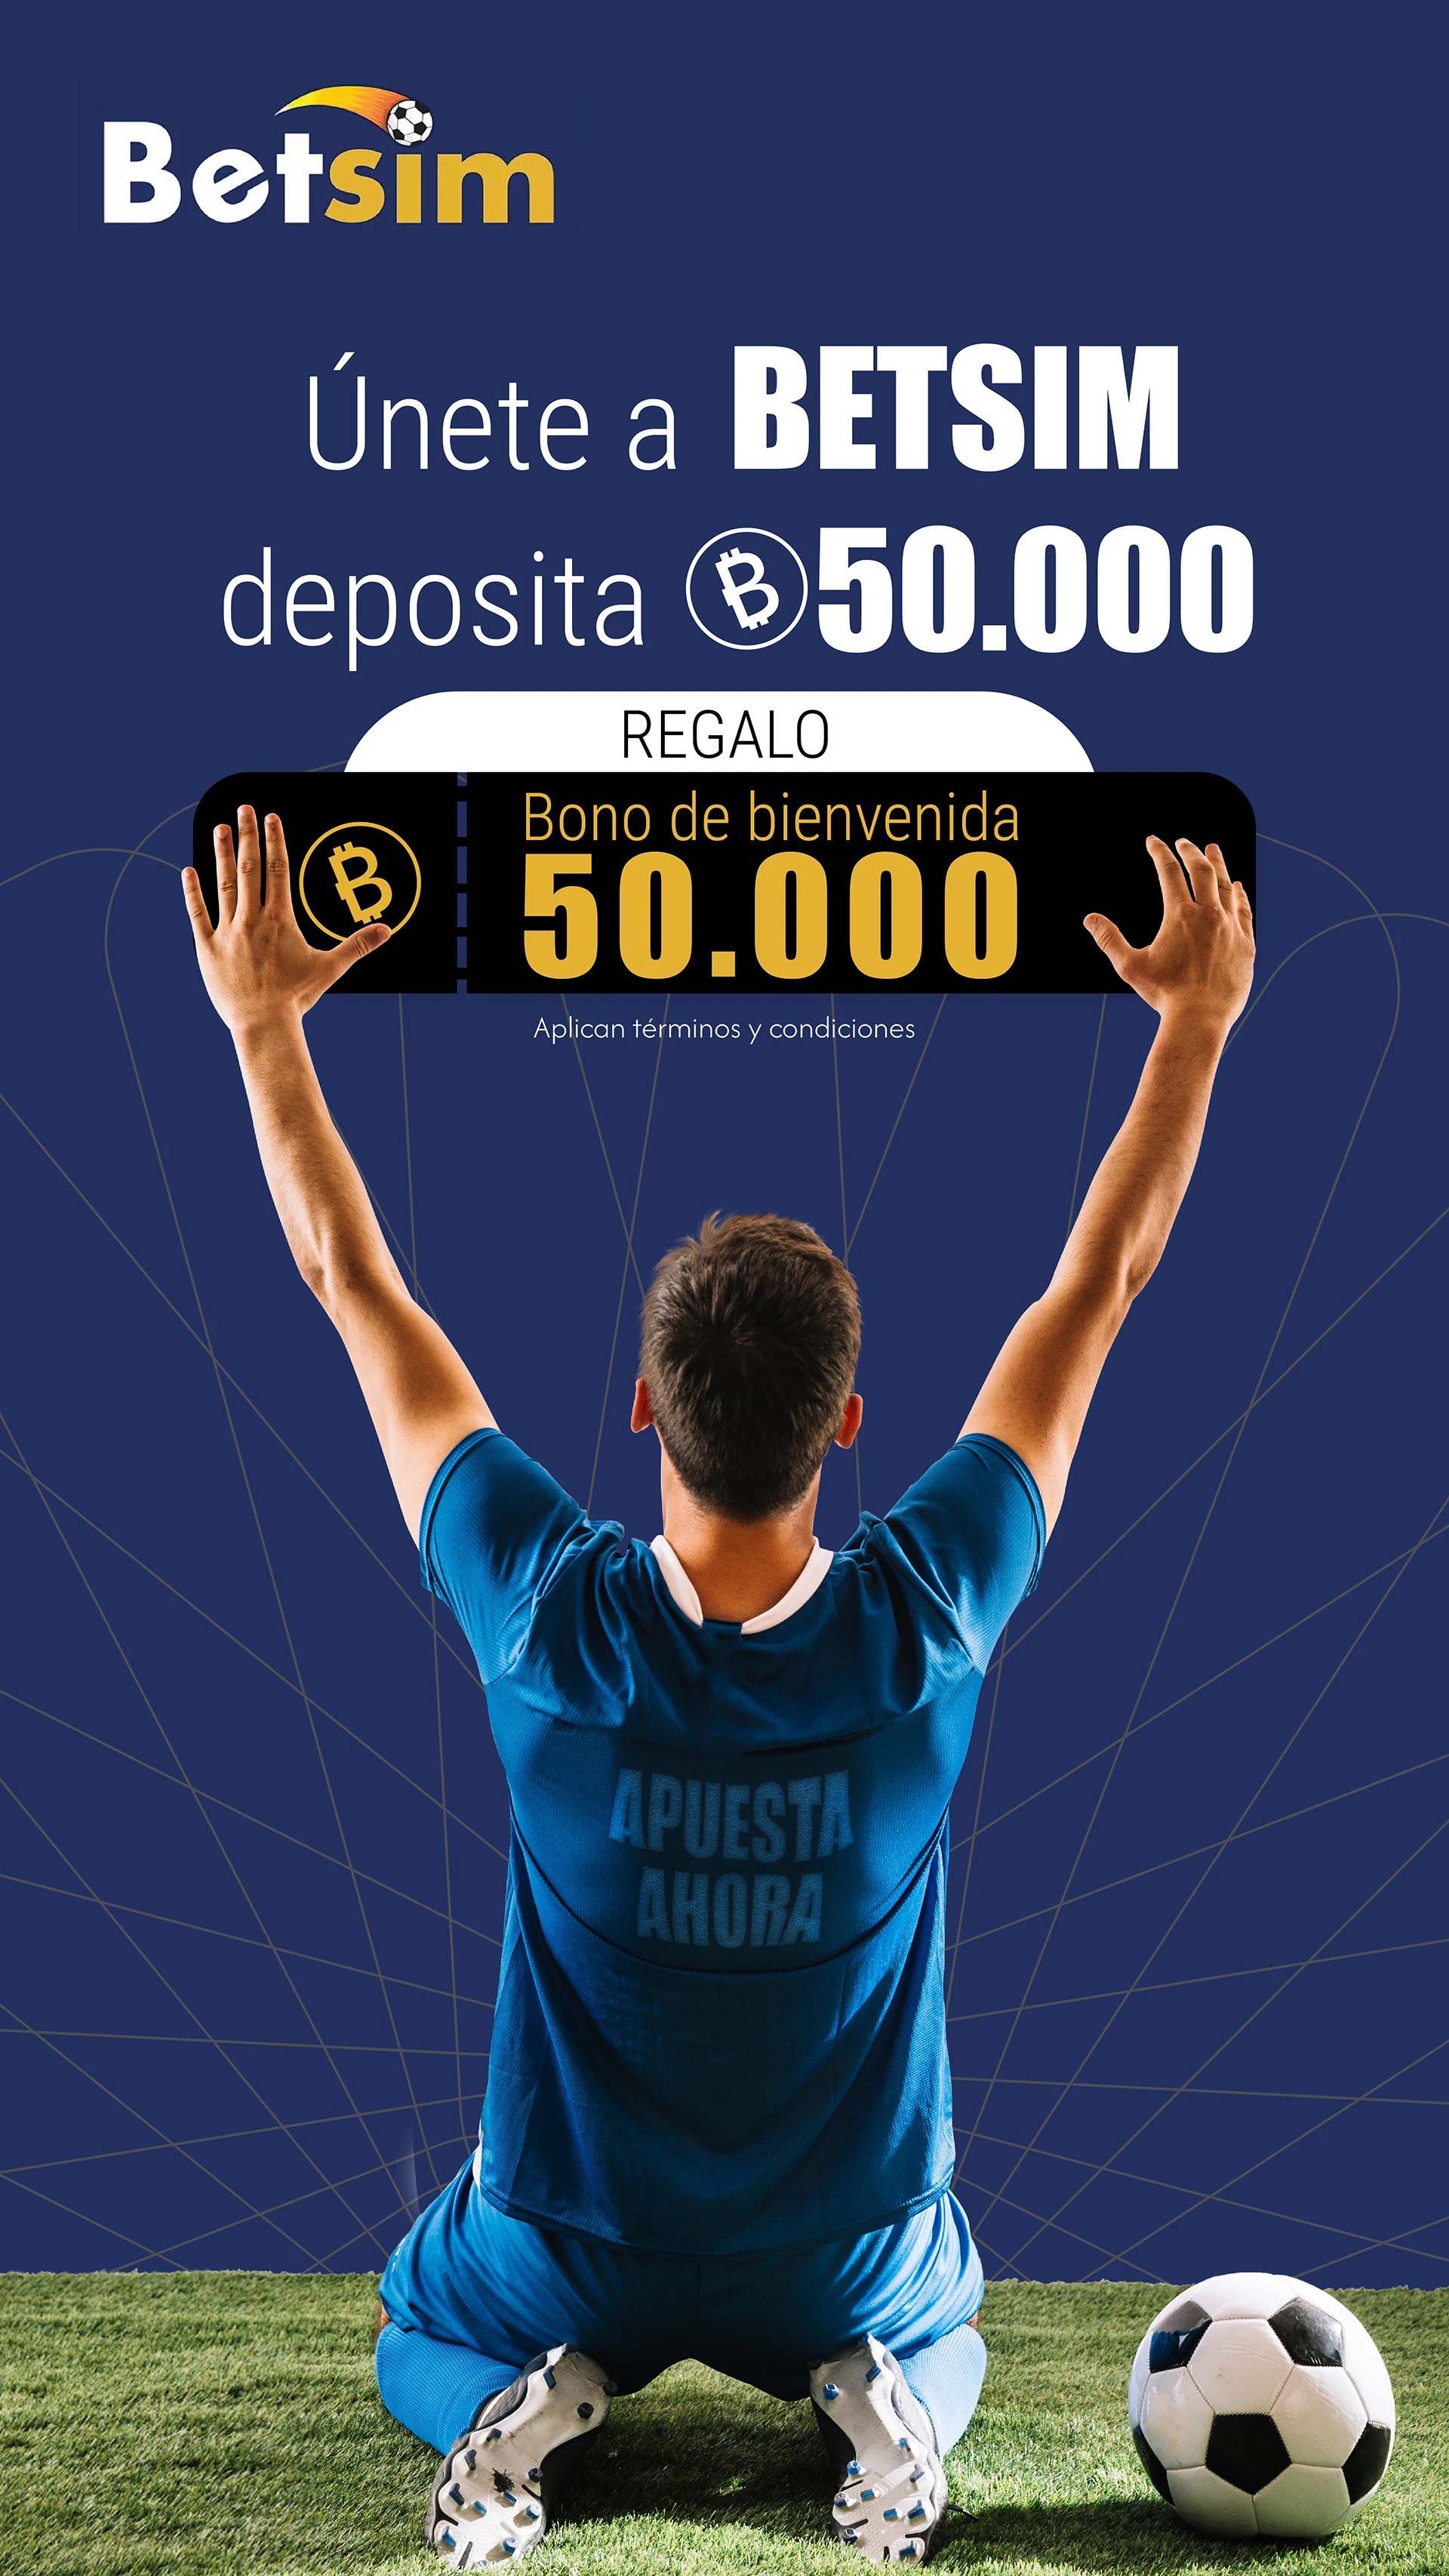 Betsim
Únete a BETSIM
deposita ₿50.000
REGALO
₿
Bono de bienvenida
50.000
Aplican términos y condiciones
APUESTA
AHORA